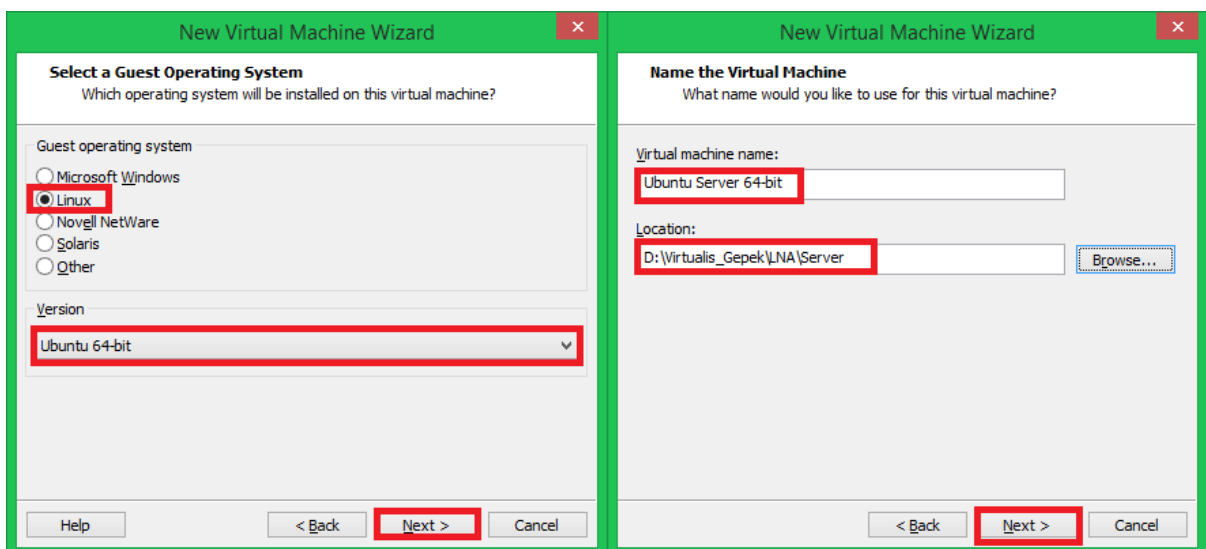 New Virtual Machine Wizard
Select a Guest Operating System
Which operating system will be installed on this virtual machine?
Guest operating system
Microsoft Windows
Linux
Novell NetWare
Solaris
Other
Version
Ubuntu 64-bit
Help
< Back
Next >
Cancel
New Virtual Machine Wizard
Name the Virtual Machine
What name would you like to use for this virtual machine?
Virtual machine name:
Ubuntu Server 64-bit
Location:
D:\Virtualis_Gepek\LNA\Server
Browse...
< Back
Next >
Cancel